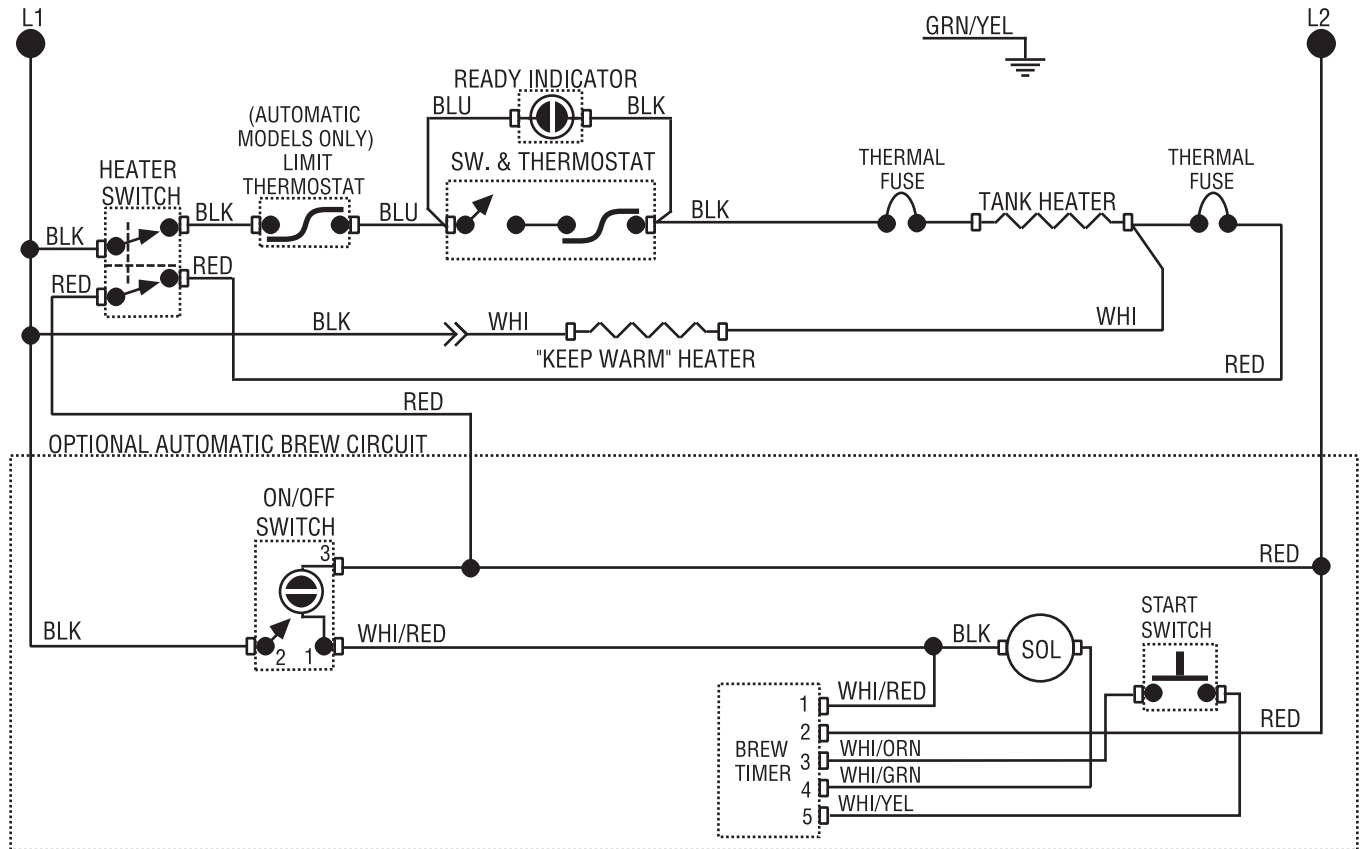 L1
GRN/YEL
L2
READY INDICATOR
BLU
BLK
(AUTOMATIC
MODELS ONLY)
LIMIT
THERMOSTAT
SW. & THERMOSTAT
THERMAL
FUSE
THERMAL
FUSE
HEATER
SWITCH
TANK HEATER
BLK
BLU
BLK
BLK
RED
RED
BLK
WHI
WHI
"KEEP WARM" HEATER
RED
RED
OPTIONAL AUTOMATIC BREW CIRCUIT
ON/OFF
SWITCH
3
RED
START
SWITCH
BLK
2
1
WHI/RED
BLK
SOL
1
WHI/RED
2
RED
BREW
TIMER
3
WHI/ORN
4
WHI/GRN
5
WHI/YEL